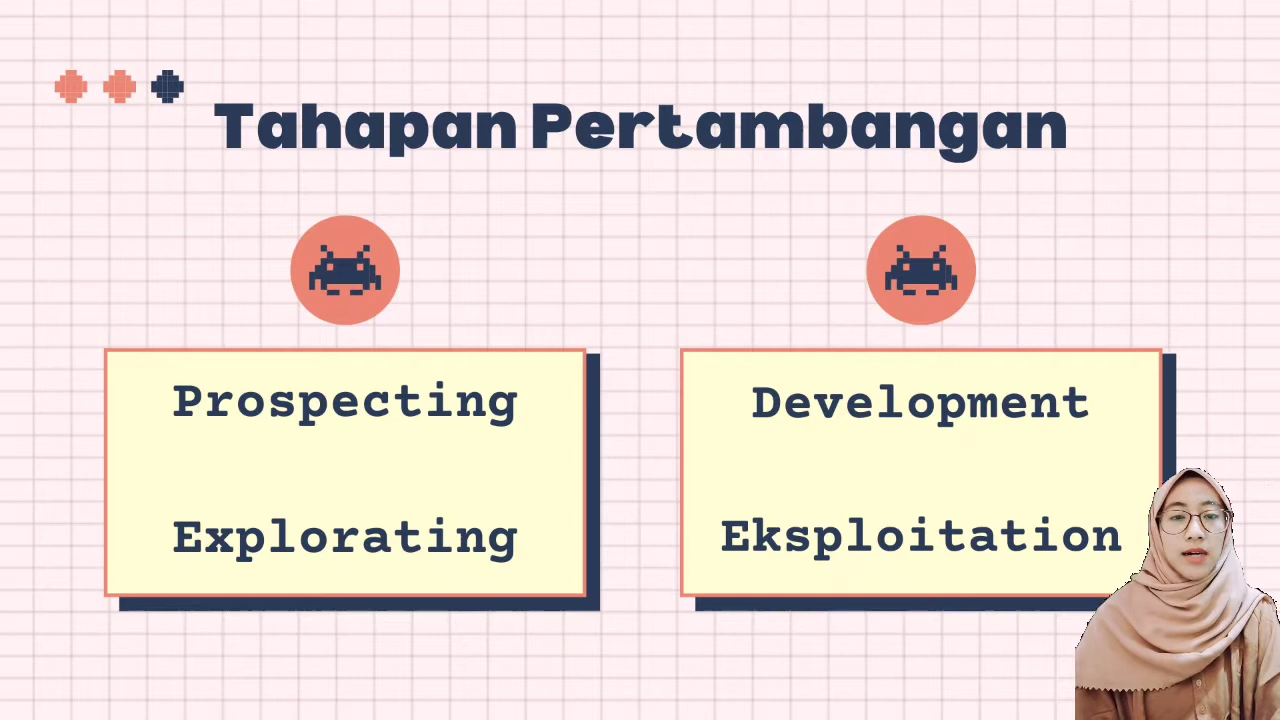 Tahapan Pertambangan
Prospecting
Explorating
Development
Eksploitation